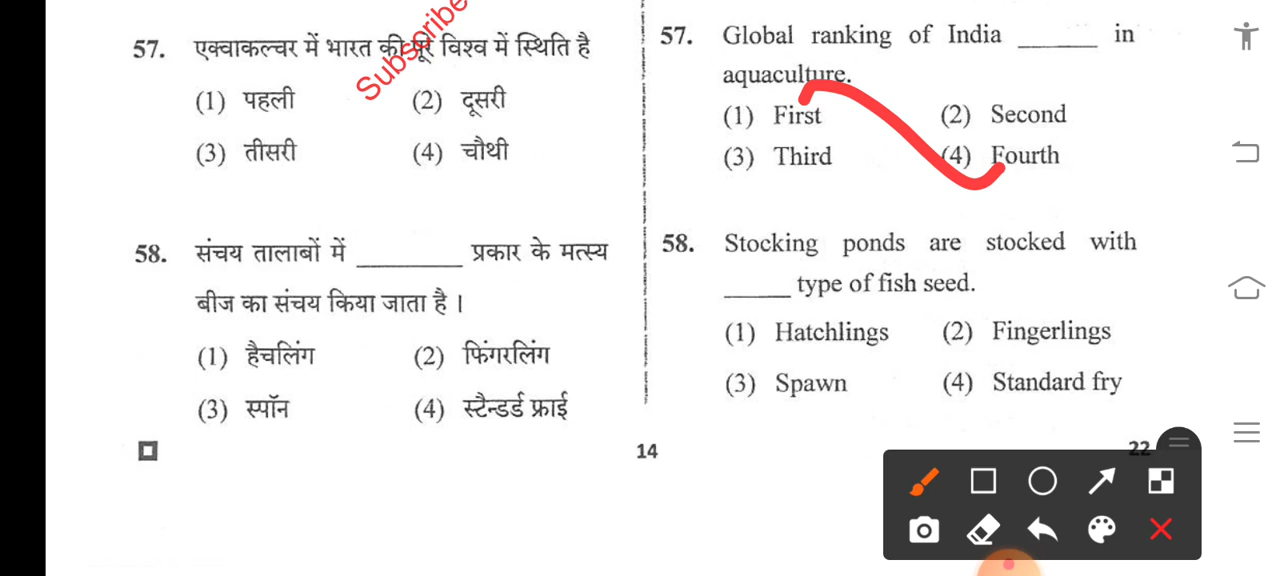 57. एक्वाकल्चर में भारत की पूरे विश्व में स्थिति है
(1) पहली (2) दूसरी
(3) तीसरी (4) चौथी
58. संचय तालाबों में ________ प्रकार के मत्स्य
बीज का संचय किया जाता है ।
(1) हैचलिंग (2) फिंगरलिंग
(3) स्पॉन (4) स्टैन्डर्ड फ्राई
Subscribe
57. Global ranking of India ______ in
aquaculture.
(1) First (2) Second
(3) Third (4) Fourth
58. Stocking ponds are stocked with
_____ type of fish seed.
(1) Hatchlings (2) Fingerlings
(3) Spawn (4) Standard fry
14
22